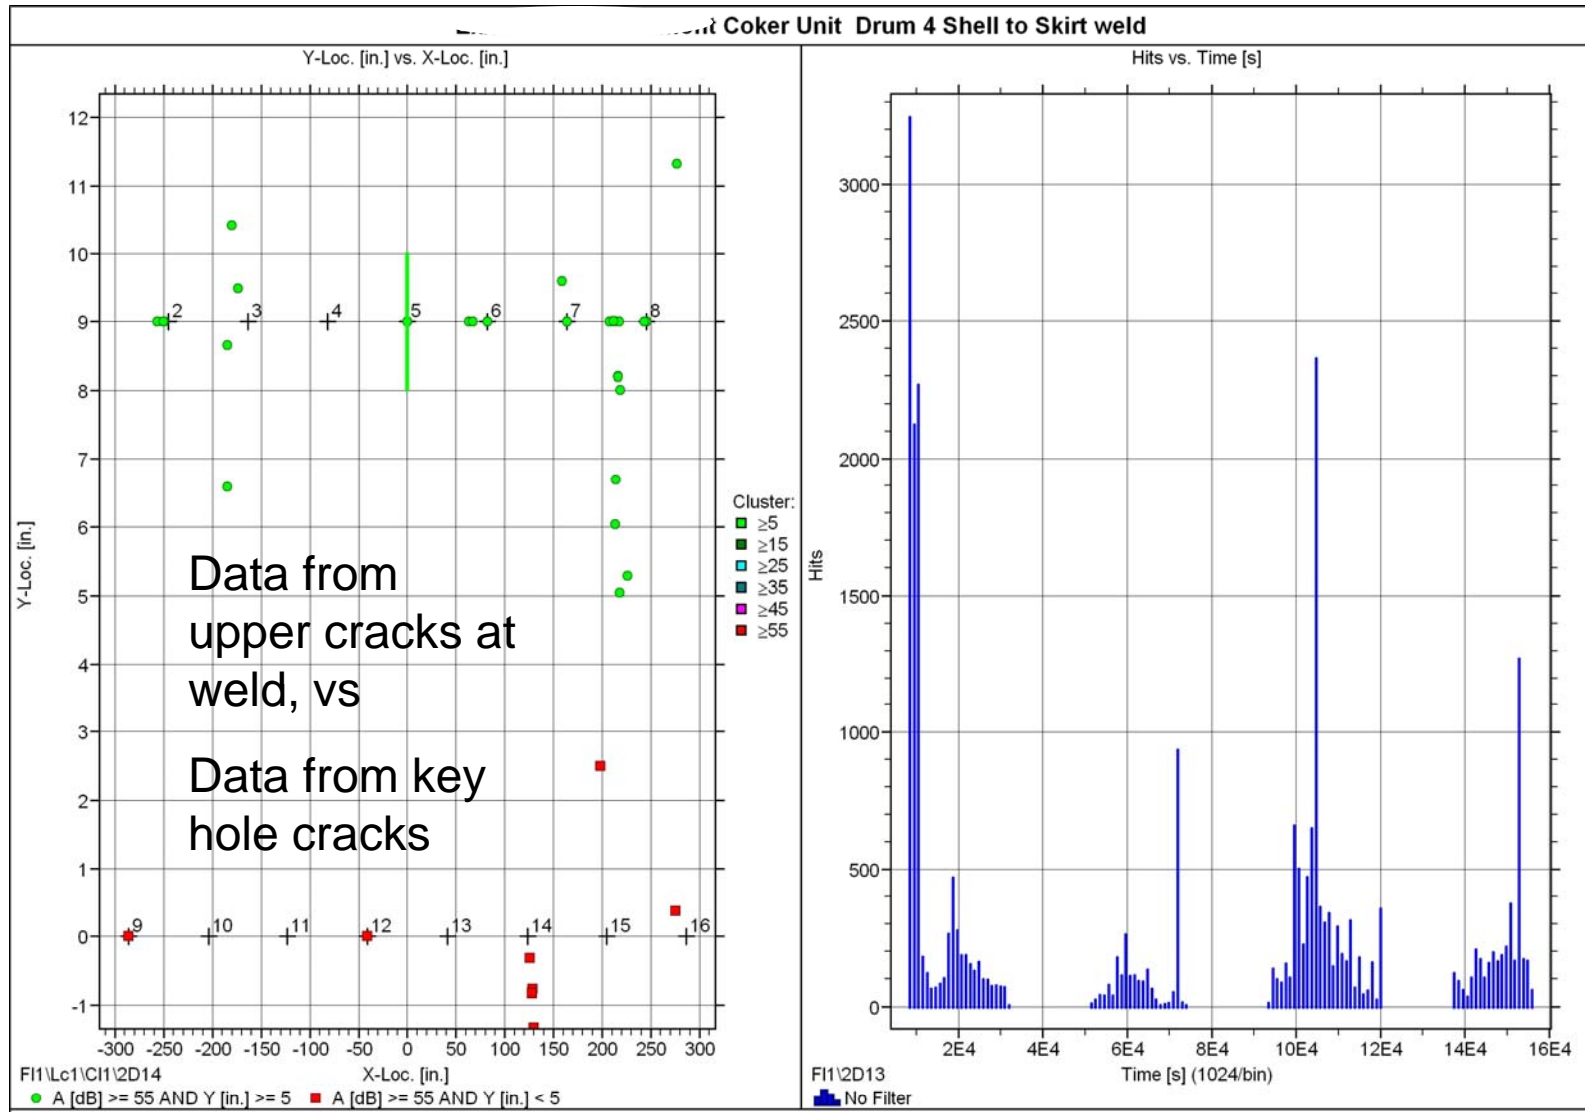 Coker Unit Drum 4 Shell to Skirt weld
Y-Loc. [in.] vs. X-Loc. [in.]
12
11
10
9
8
7
6
5
4
3
2
1
0
-1
Y-Loc. [in.]
2 3 4 5 6 7 8
Data from
upper cracks at
weld, vs
Data from key
hole cracks
9 10 11 12 13 14 15 16
-300 -250 -200 -150 -100 -50 0 50 100 150 200 250 300
FI1\Lc1\Cl1\2D14
X-Loc. [in.]
A [dB] >= 55 AND Y [in.] >= 5 A [dB] >= 55 AND Y [in.] < 5
Cluster:
≥5
≥15
≥25
≥35
≥45
≥55
Hits vs. Time [s]
3000
2500
2000
1500
1000
500
0
Hits
2E4 4E4 6E4 8E4 10E4 12E4 14E4 16E4
FI1\2D13
Time [s] (1024/bin)
No Filter